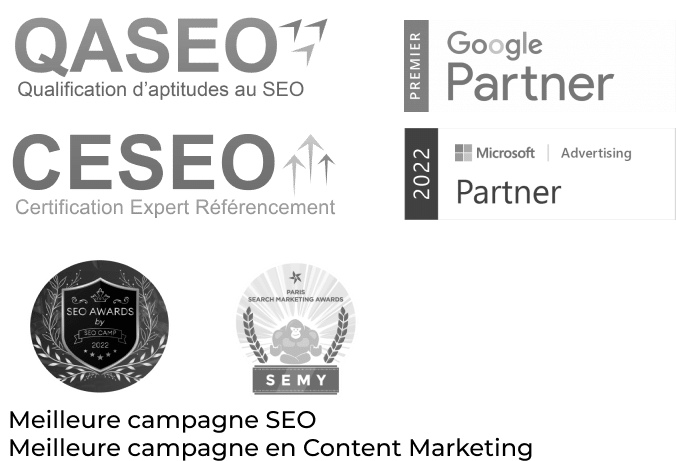 QASEO
Qualification d'aptitudes au SEO
PREMIER
Google
Partner
CESEO
Certification Expert Référencement
2022
Microsoft | Advertising
Partner
SEO AWARDS
by
SEO CAMP
2022
PARIS
SEARCH MARKETING AWARDS
SEMY
Meilleure campagne SEO
Meilleure campagne en Content Marketing